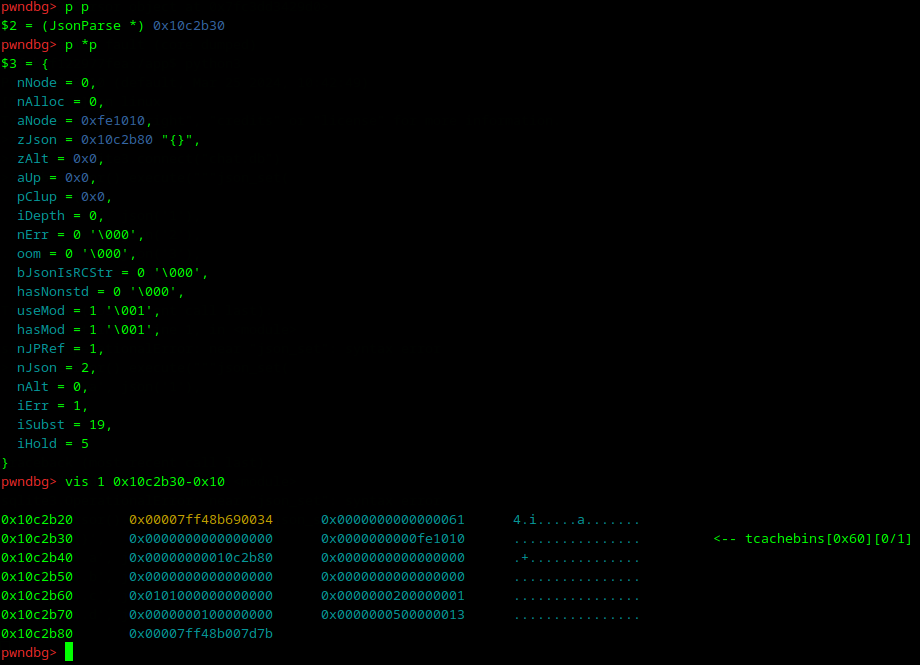 pwndbg> p p
$2 = (JsonParse *) 0x10c2b30
pwndbg> p *p
$3 = {
  nNode = 0,
  nAlloc = 0,
  aNode = 0xfe1010,
  zJson = 0x10c2b80 "{}",
  zAlt = 0x0,
  aUp = 0x0,
  pClup = 0x0,
  iDepth = 0,
  nErr = 0 '\000',
  oom = 0 '\000',
  bJsonIsRCStr = 0 '\000',
  hasNonstd = 0 '\000',
  useMod = 1 '\001',
  hasMod = 1 '\001',
  nJPRef = 1,
  nJson = 2,
  nAlt = 0,
  iErr = 1,
  iSubst = 19,
  iHold = 5
}
pwndbg> vis 1 0x10c2b30-0x10

0x10c2b20	0x00007ff48b690034	0x0000000000000061	4.i.....a.......
0x10c2b30	0x0000000000000000	0x0000000000fe1010	................	 <-- tcachebins[0x60][0/1]
0x10c2b40	0x00000000010c2b80	0x0000000000000000	.+..............
0x10c2b50	0x0000000000000000	0x0000000000000000	................
0x10c2b60	0x0101000000000000	0x0000000200000001	................
0x10c2b70	0x0000000100000000	0x0000000500000013	................
0x10c2b80	0x00007ff48b007d7b
pwndbg>